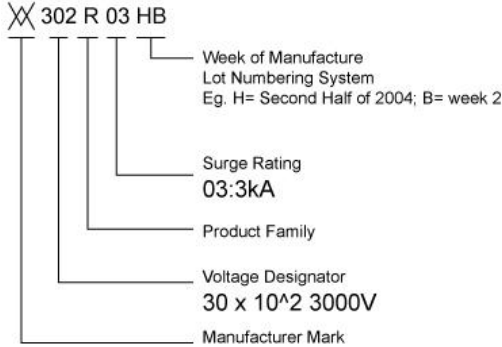 XX 302 R 03 HB
Week of Manufacture
Lot Numbering System
Eg. H= Second Half of 2004; B= week 2
Surge Rating
03:3kA
Product Family
Voltage Designator
30 x 10^2 3000V
Manufacturer Mark